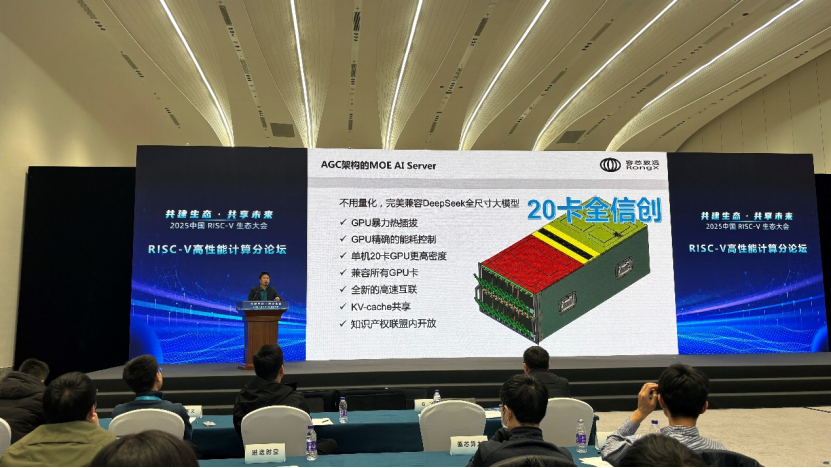 AGC架构的MOE AI Server
容芯致远
RongX
不用量化，完美兼容DeepSeek全尺寸大模型
20卡全信创
✓ GPU暴力热插拔
✓ GPU精确的能耗控制
✓ 单机20卡GPU更高密度
✓ 兼容所有GPU卡
✓ 全新的高速互联
✓ KV-cache共享
✓ 知识产权联盟内开放
共建生态·共享未来
2025中国 RISC-V 生态大会
RISC-V高性能计算分论坛
共建生态·共享未来
2025中国 RISC-V 生态大会
RISC-V高性能计算分论坛
进迭时空